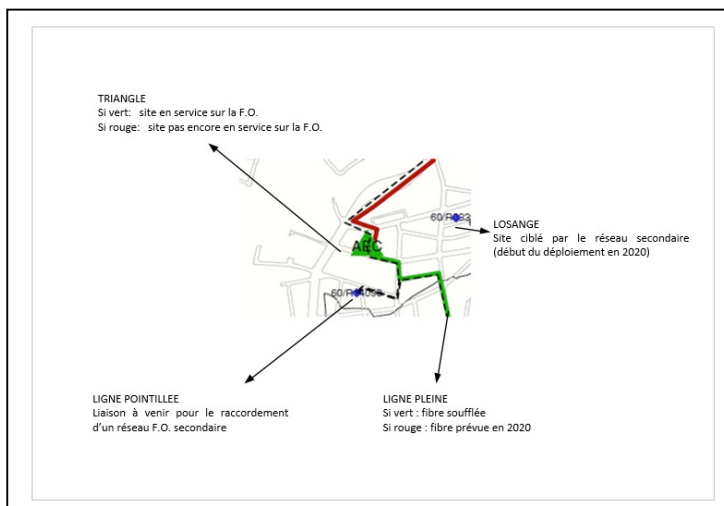 TRIANGLE
Si vert: site en service sur la F.O.
Si rouge: site pas encore en service sur la F.O.
60/R083
AEC
LOSANGE
Site ciblé par le réseau secondaire
(début du déploiement en 2020)
LIGNE POINTILLEE
Liaison à venir pour le raccordement
d'un réseau F.O. secondaire
LIGNE PLEINE
Si vert : fibre soufflée
Si rouge : fibre prévue en 2020